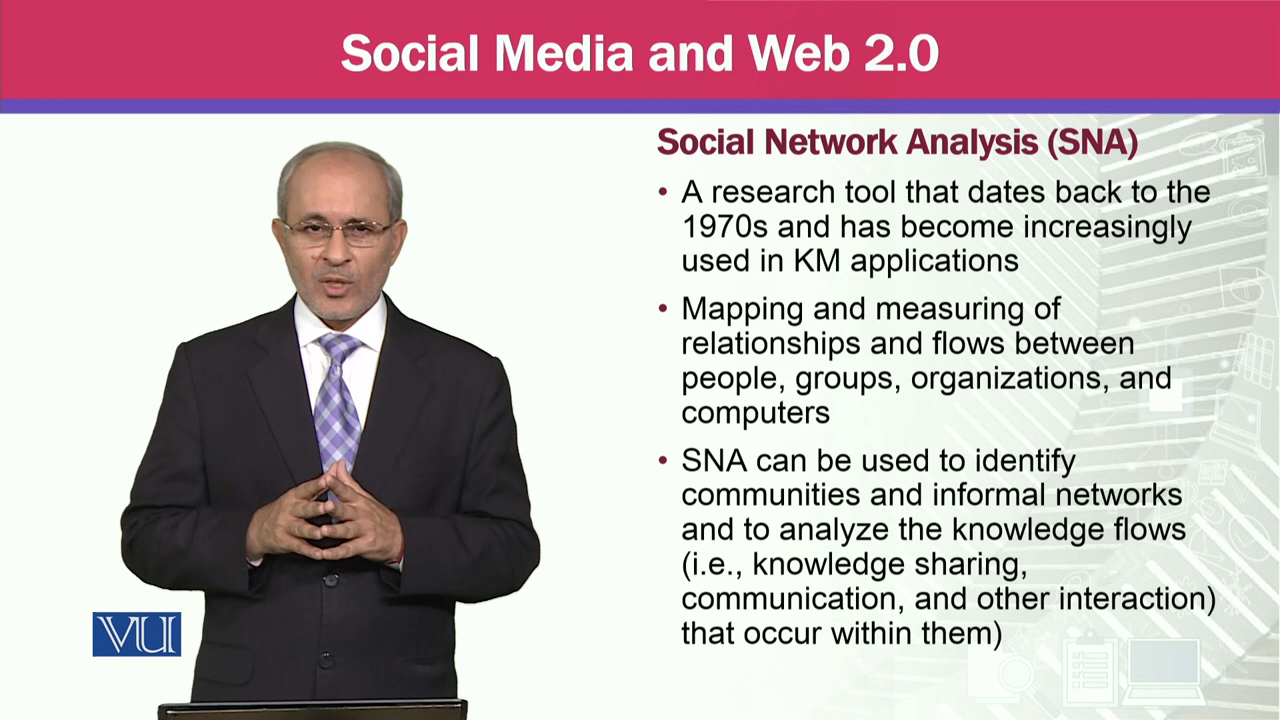 Social Media and Web 2.0
Social Network Analysis (SNA)
• A research tool that dates back to the
1970s and has become increasingly
used in KM applications
• Mapping and measuring of
relationships and flows between
people, groups, organizations, and
computers
• SNA can be used to identify
communities and informal networks
and to analyze the knowledge flows
(i.e., knowledge sharing,
communication, and other interaction)
that occur within them)
VU